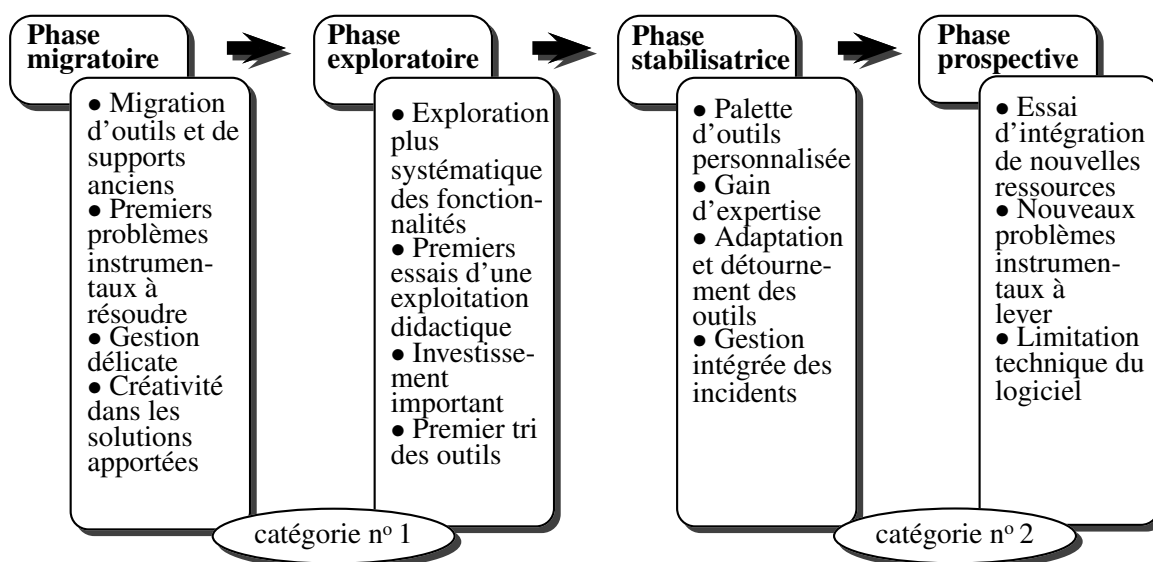 Phase
migratoire
● Migration
d’outils et de
supports
anciens
● Premiers
problèmes
instrumen-
taux à
résoudre
● Gestion
délicate
● Créativité
dans les
solutions
apportées
Phase
exploratoire
● Exploration
plus
systématique
des fonction-
nalités
● Premiers
essais d’une
exploitation
didactique
● Investisse-
ment
important
● Premier tri
des outils
catégorie nº 1
Phase
stabilisatrice
● Palette
d’outils
personnalisée
● Gain
d’expertise
● Adaptation
et détourne-
ment des
outils
● Gestion
intégrée des
incidents
Phase
prospective
● Essai
d’intégration
de nouvelles
ressources
● Nouveaux
problèmes
instrumen-
taux à
lever
● Limitation
technique du
logiciel
catégorie nº 2